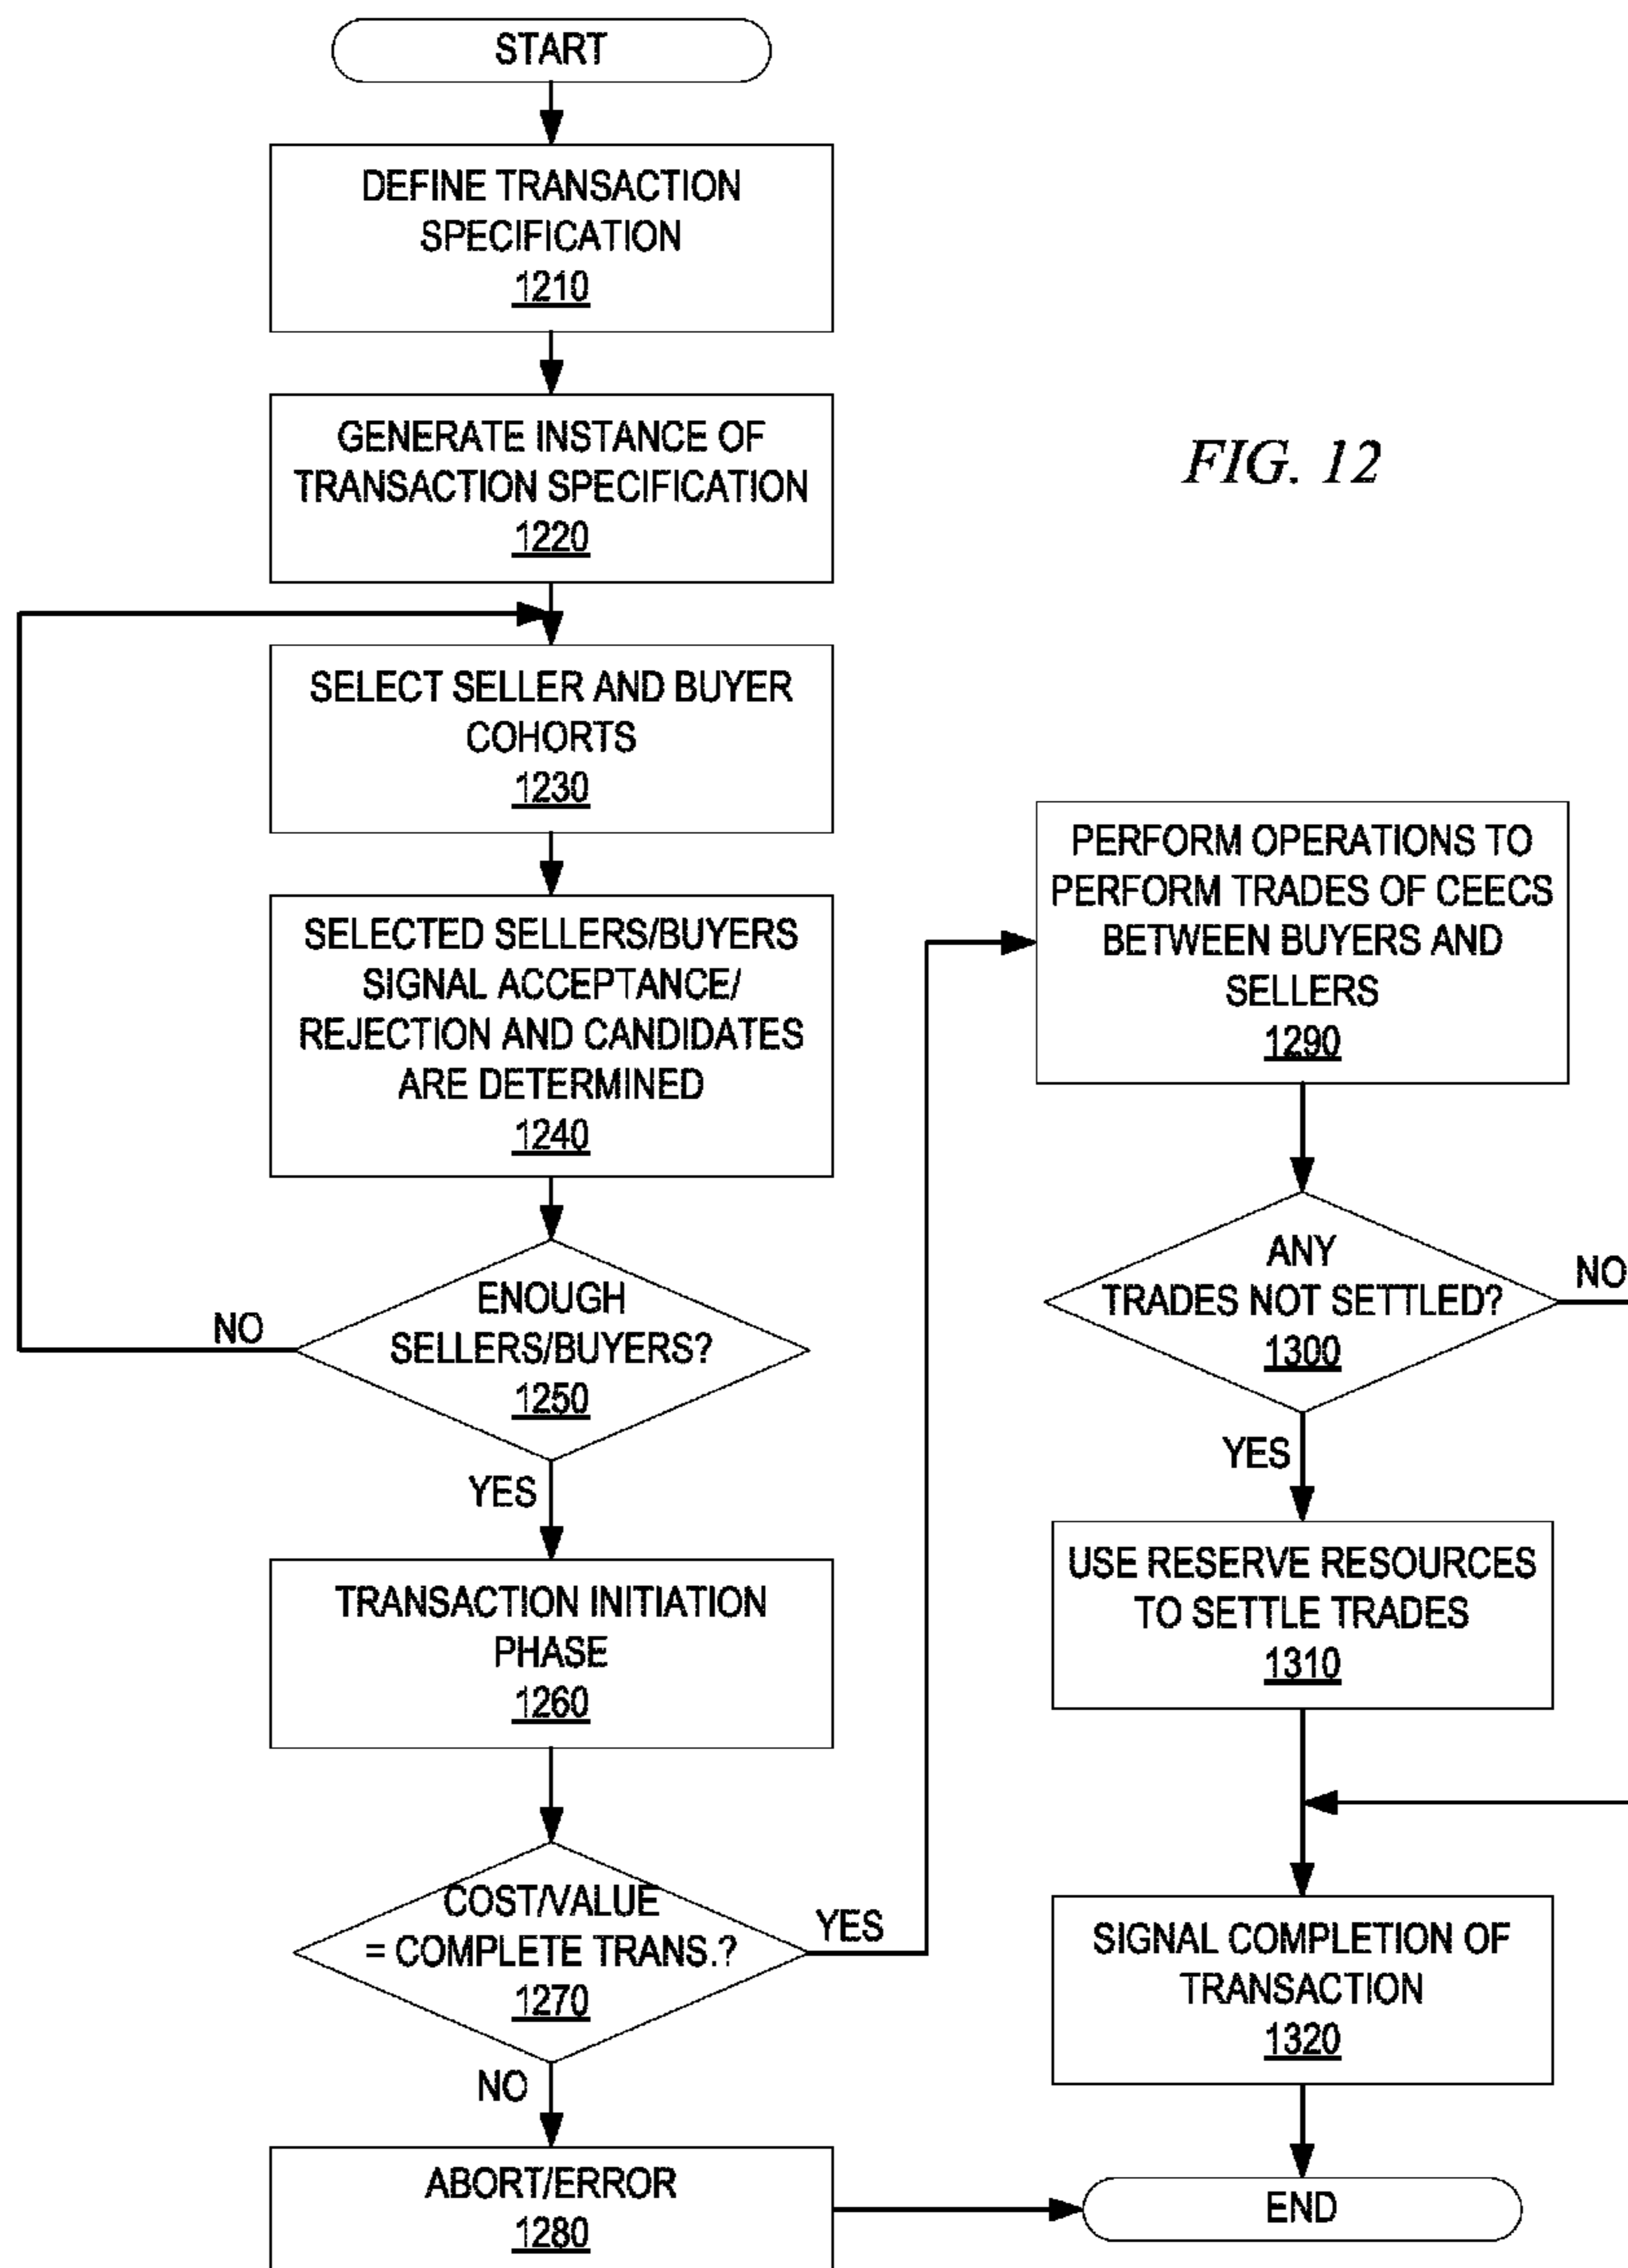 START
DEFINE TRANSACTION
SPECIFICATION
1210
GENERATE INSTANCE OF
TRANSACTION SPECIFICATION
1220
FIG. 12
SELECT SELLER AND BUYER
COHORTS
1230
SELECTED SELLERS/BUYERS
SIGNAL ACCEPTANCE/
REJECTION AND CANDIDATES
ARE DETERMINED
1240
ENOUGH
SELLERS/BUYERS?
1250
NO
YES
TRANSACTION INITIATION
PHASE
1260
COST/VALUE
= COMPLETE TRANS.?
1270
YES
NO
ABORT/ERROR
1280
PERFORM OPERATIONS TO
PERFORM TRADES OF CEECS
BETWEEN BUYERS AND
SELLERS
1290
ANY
TRADES NOT SETTLED?
1300
NO
YES
USE RESERVE RESOURCES
TO SETTLE TRADES
1310
SIGNAL COMPLETION OF
TRANSACTION
1320
END